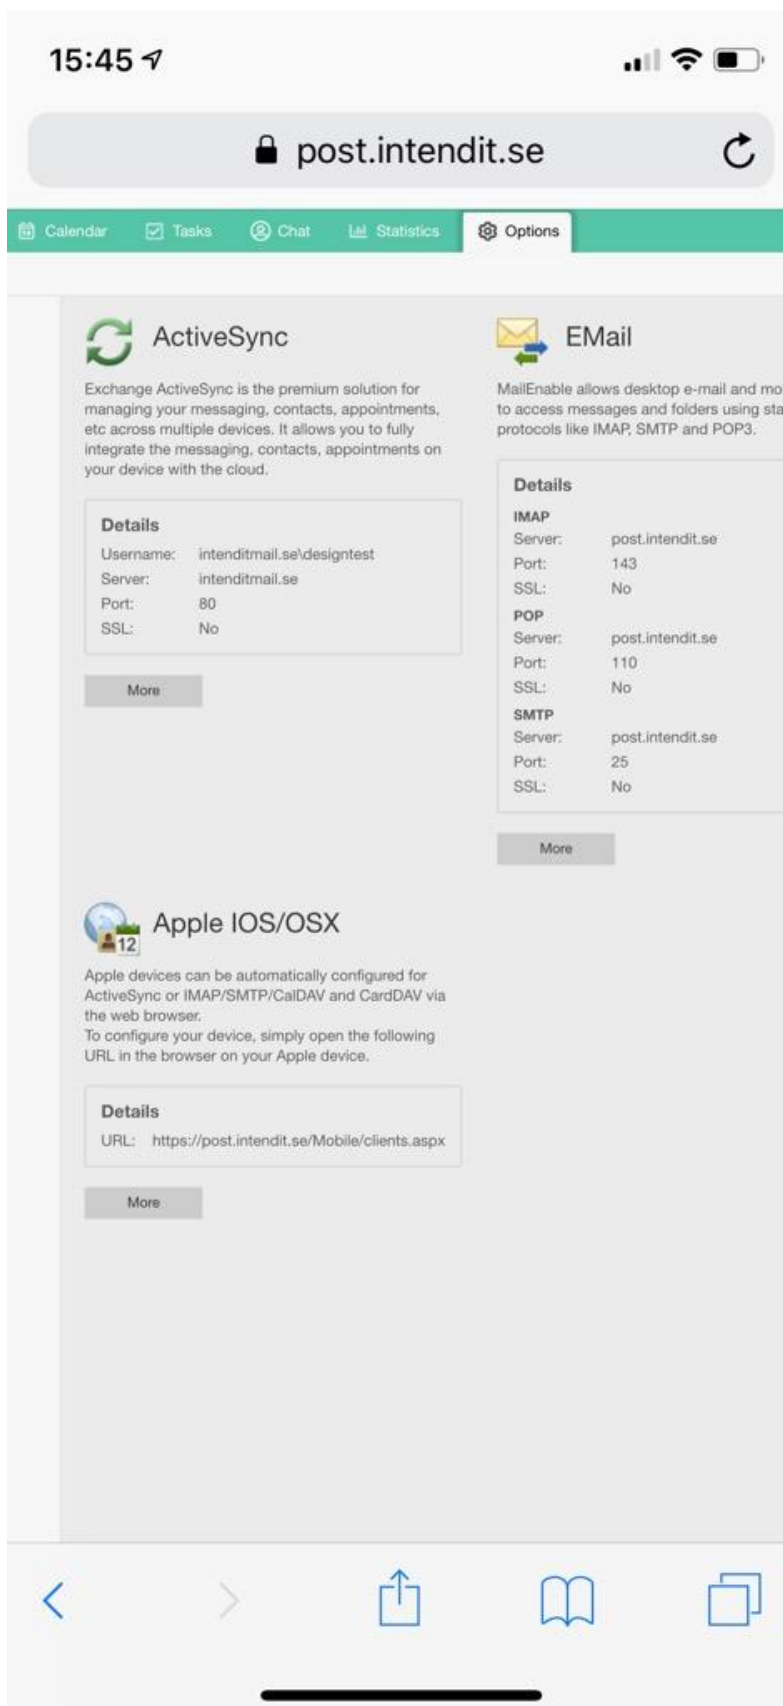 15:45
post.intendit.se
Calendar Tasks Chat Statistics Options
ActiveSync
Exchange ActiveSync is the premium solution for
managing your messaging, contacts, appointments,
etc across multiple devices. It allows you to fully
integrate the messaging, contacts, appointments on
your device with the cloud.
Details
Username: intenditmail.se\designtest
Server: intenditmail.se
Port: 80
SSL: No
More
EMail
MailEnable allows desktop e-mail and mo
to access messages and folders using sta
protocols like IMAP, SMTP and POP3.
Details
IMAP
Server: post.intendit.se
Port: 143
SSL: No
POP
Server: post.intendit.se
Port: 110
SSL: No
SMTP
Server: post.intendit.se
Port: 25
SSL: No
More
12
Apple IOS/OSX
Apple devices can be automatically configured for
ActiveSync or IMAP/SMTP/CalDAV and CardDAV via
the web browser.
To configure your device, simply open the following
URL in the browser on your Apple device.
Details
URL: https://post.intendit.se/Mobile/clients.aspx
More